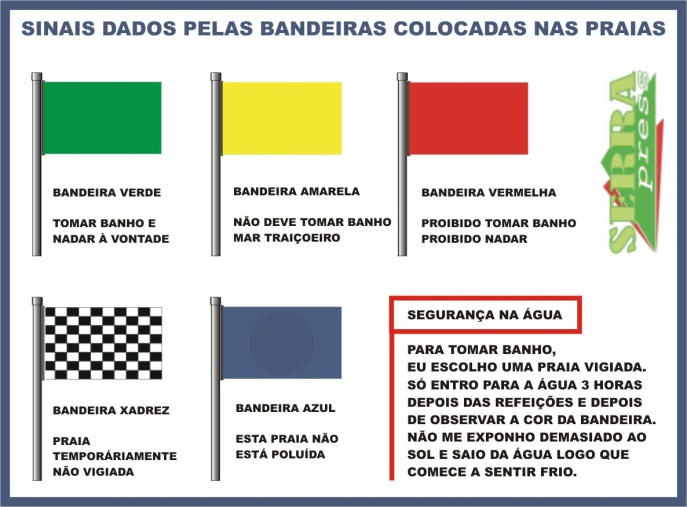 SINAIS DADOS PELAS BANDEIRAS COLOCADAS NAS PRAIAS
BANDEIRA VERDE
TOMAR BANHO E
NADAR À VONTADE
BANDEIRA AMARELA
NÃO DEVE TOMAR BANHO
MAR TRAIÇOEIRO
BANDEIRA VERMELHA
PROIBIDO TOMAR BANHO
PROIBIDO NADAR
SERRA
press
BANDEIRA XADREZ
PRAIA
TEMPORÁRIAMENTE
NÃO VIGIADA
BANDEIRA AZUL
ESTA PRAIA NÃO
ESTÁ POLUÍDA
SEGURANÇA NA ÁGUA
PARA TOMAR BANHO,
EU ESCOLHO UMA PRAIA VIGIADA.
SÓ ENTRO PARA A ÁGUA 3 HORAS
DEPOIS DAS REFEIÇÕES E DEPOIS
DE OBSERVAR A COR DA BANDEIRA.
NÃO ME EXPONHO DEMASIADO AO
SOL E SAIO DA ÁGUA LOGO QUE
COMECE A SENTIR FRIO.